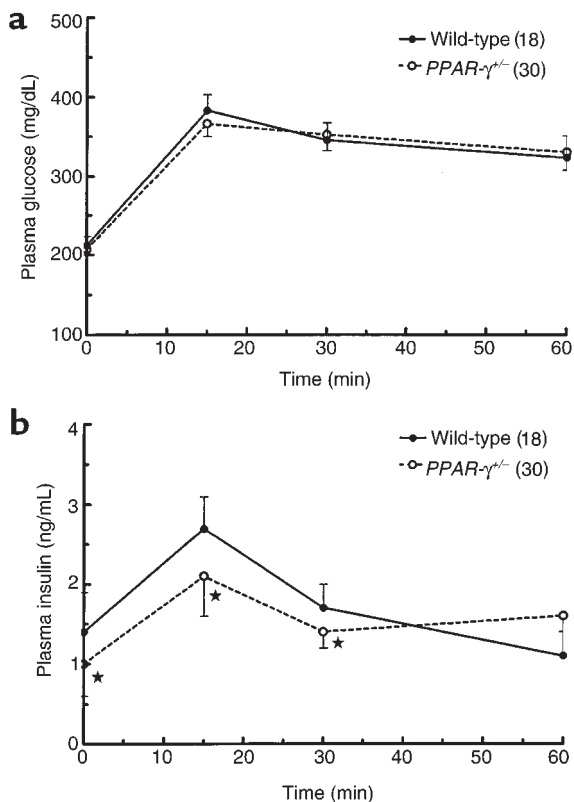 a
500
400
300
200
100
Plasma glucose (mg/dL)
Wild-type (18)
PPAR-γ+/− (30)
0 10 20 30 40 50 60
Time (min)
b
4
3
2
1
0
Plasma insulin (ng/mL)
Wild-type (18)
PPAR-γ+/− (30)
★
★
★
0 10 20 30 40 50 60
Time (min)